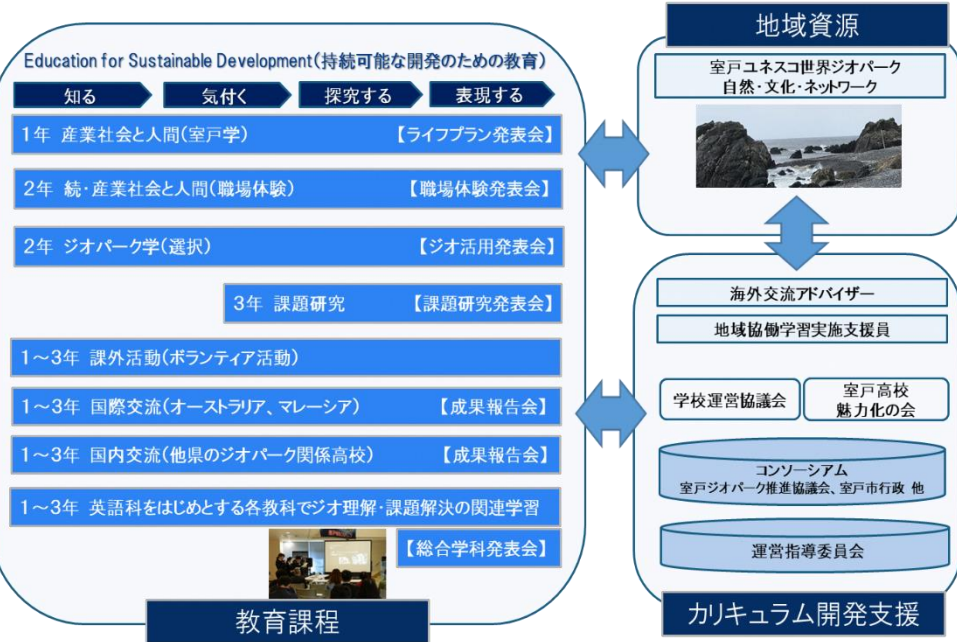 Education for Sustainable Development(持続可能な開発のための教育)
知る
気付く
探究する
表現する
1年 産業社会と人間(室戸学)
【ライフプラン発表会】
2年 続・産業社会と人間(職場体験)
【職場体験発表会】
2年 ジオパーク学(選択)
【ジオ活用発表会】
3年 課題研究
【課題研究発表会】
1～3年 課外活動(ボランティア活動)
1～3年 国際交流(オーストラリア、マレーシア)
【成果報告会】
1～3年 国内交流(他県のジオパーク関係高校)
【成果報告会】
1～3年 英語科をはじめとする各教科でジオ理解・課題解決の関連学習
【総合学科発表会】
教育課程
地域資源
室戸ユネスコ世界ジオパーク
自然・文化・ネットワーク
海外交流アドバイザー
地域協働学習実施支援員
学校運営協議会
室戸高校
魅力化の会
コンソーシアム
室戸ジオパーク推進協議会、室戸市行政 他
運営指導委員会
カリキュラム開発支援